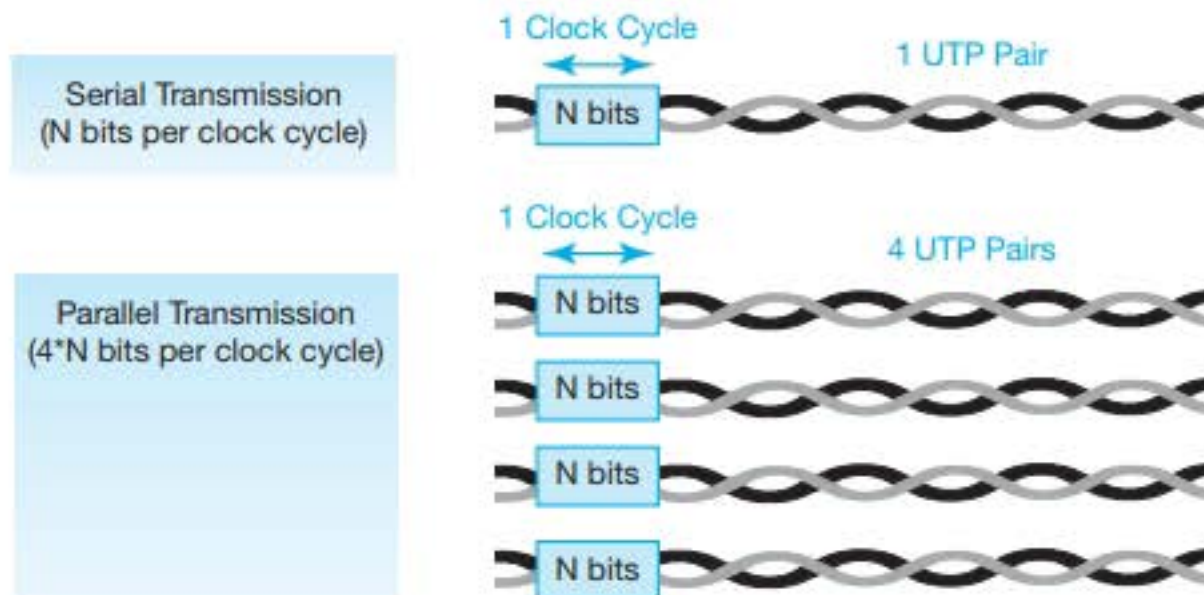 1 Clock Cycle
1 UTP Pair
Serial Transmission
(N bits per clock cycle)
N bits
1 Clock Cycle
4 UTP Pairs
Parallel Transmission
(4*N bits per clock cycle)
N bits
N bits
N bits
N bits